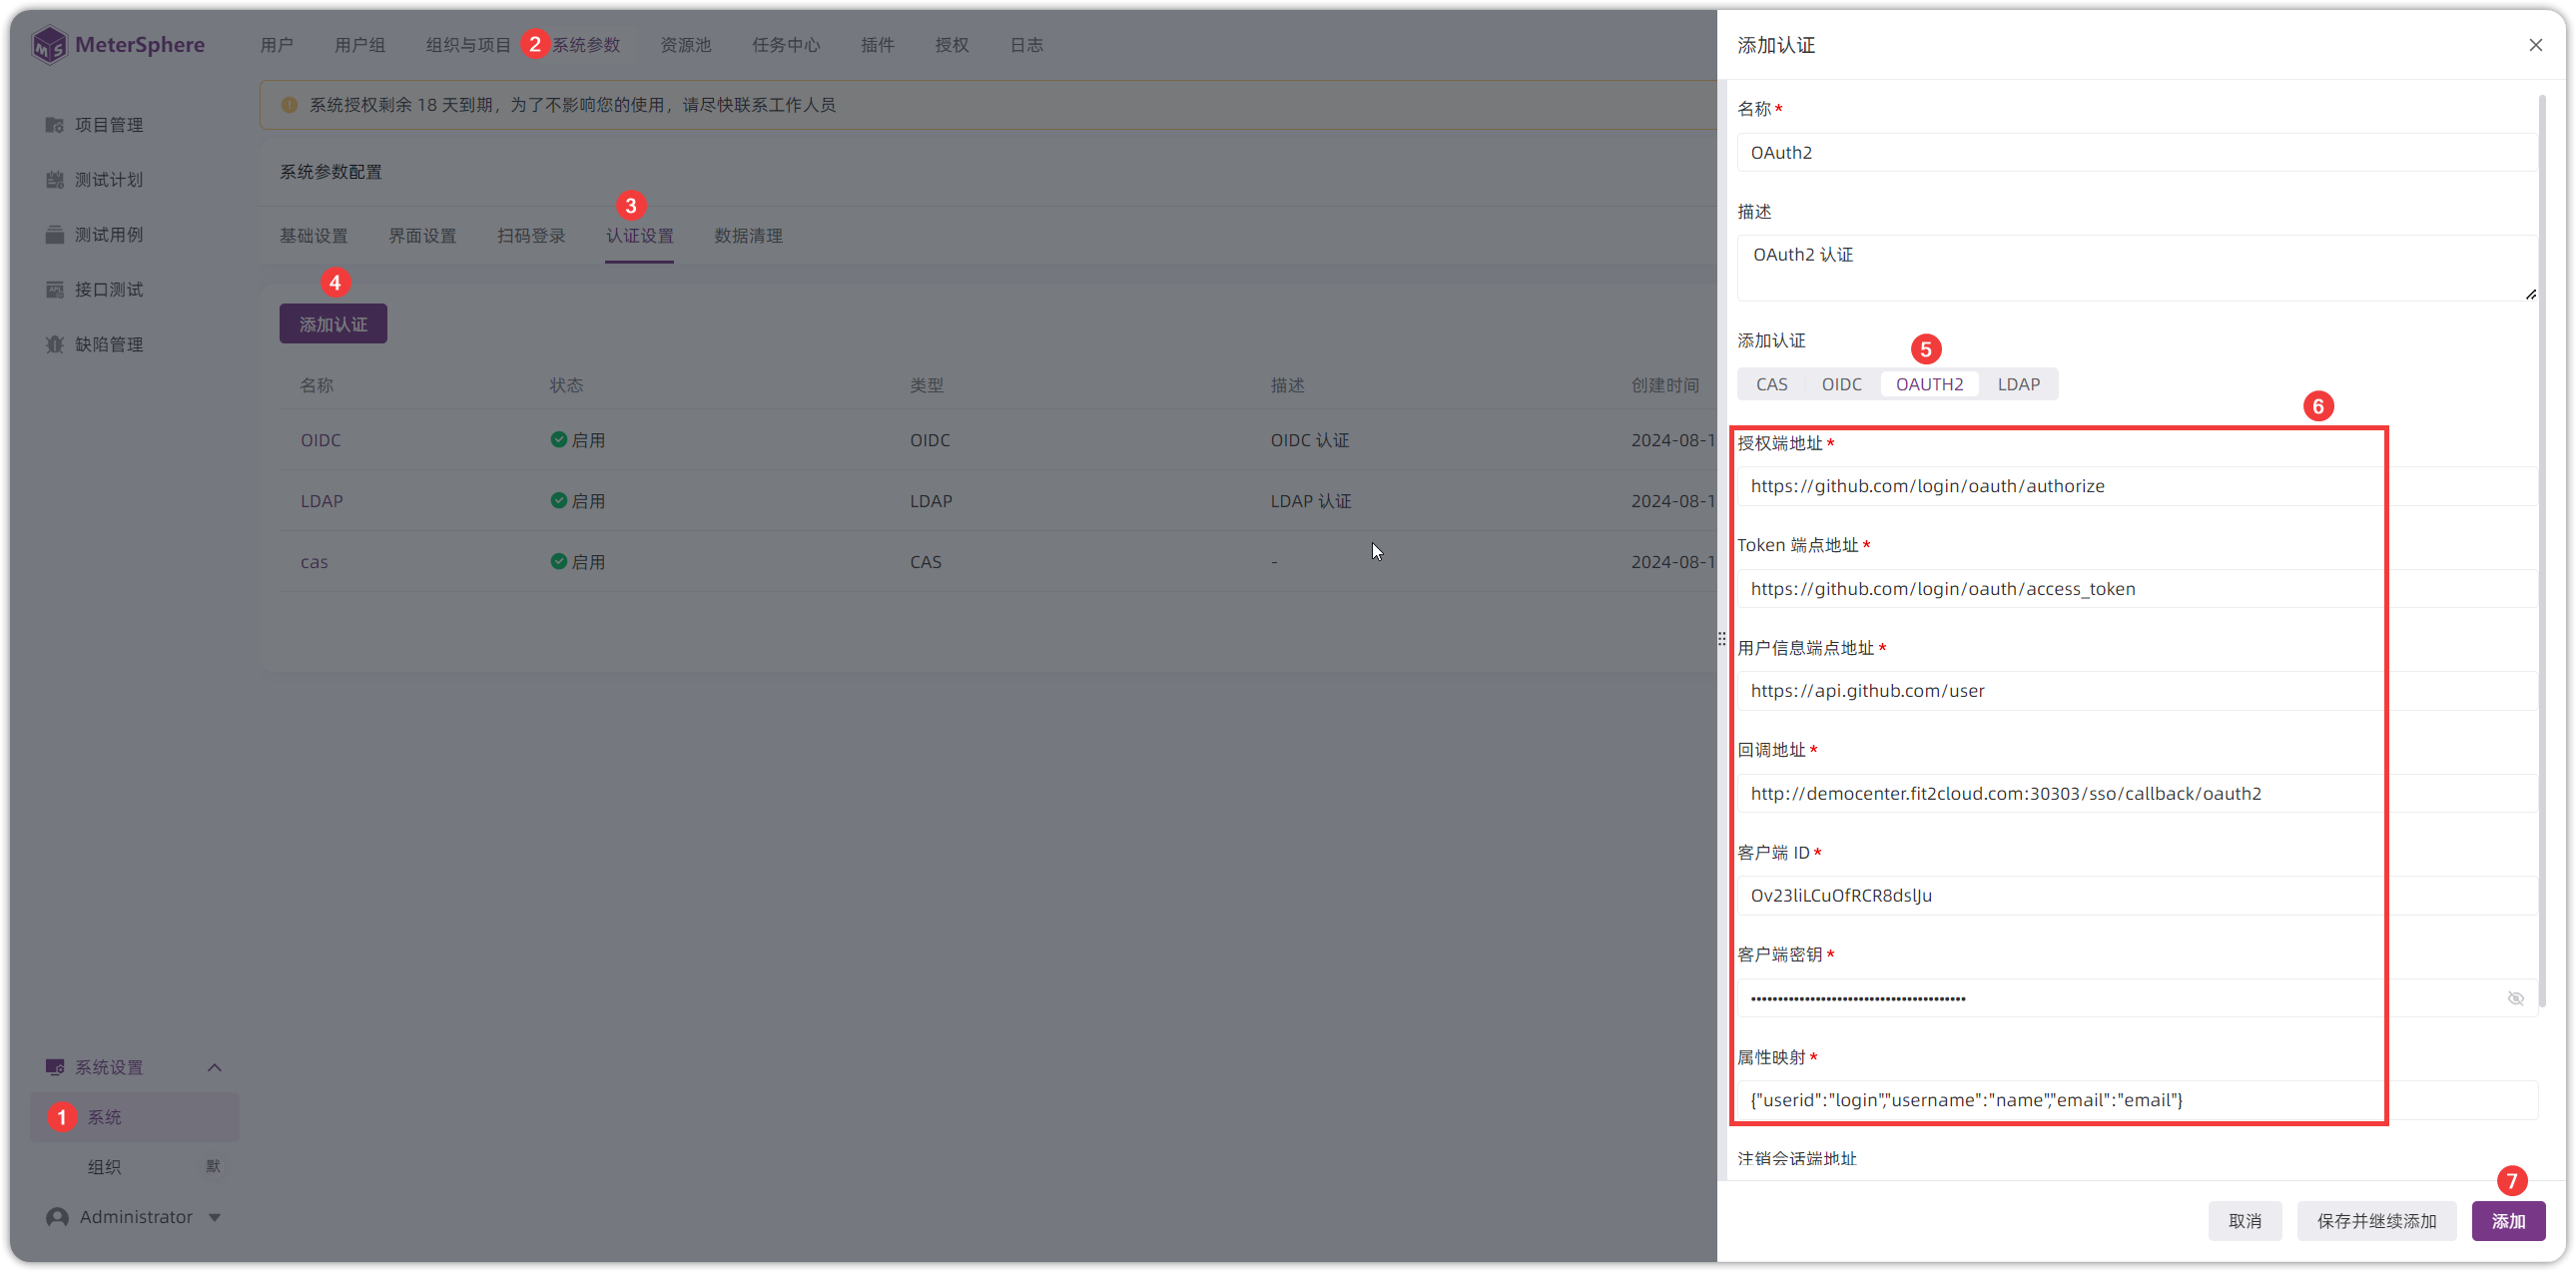 MeterSphere
用户 用户组 组织与项目 2 系统参数 资源池 任务中心 插件 授权 日志
项目管理
测试计划
测试用例
接口测试
缺陷管理
系统设置
1 系统
组织 默
Administrator
系统授权剩余 18 天到期，为了不影响您的使用，请尽快联系工作人员
系统参数配置
3
基础设置 界面设置 扫码登录 认证设置 数据清理
4
添加认证
名称 状态 类型 描述 创建时间
OIDC 启用 OIDC OIDC 认证 2024-08-1
LDAP 启用 LDAP LDAP 认证 2024-08-1
cas 启用 CAS - 2024-08-1
添加认证
名称*
OAuth2
描述
OAuth2 认证
添加认证
5
CAS OIDC OAUTH2 LDAP
6
授权端地址*
https://github.com/login/oauth/authorize
Token 端点地址*
https://github.com/login/oauth/access_token
用户信息端点地址*
https://api.github.com/user
回调地址*
http://democenter.fit2cloud.com:30303/sso/callback/oauth2
客户端 ID*
Ov23liLCuOfRCR8dslJu
客户端密钥*
属性映射*
{"userid":"login","username":"name","email":"email"}
注销会话端地址
7
取消 保存并继续添加 添加